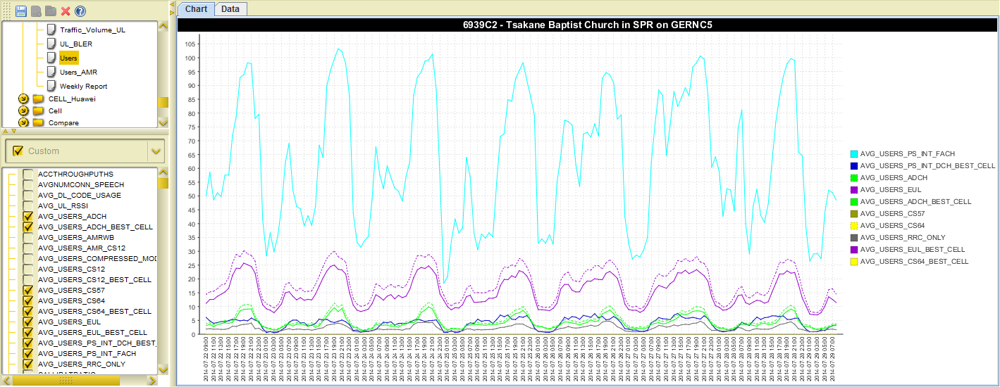 Traffic_Volume_UL
UL_BLER
Users
Users_AMR
Weekly Report
CELL_Huawei
Cell
Compare
Custom
ACCTHROUGHPUTHS
AVGNUMCONN_SPEECH
AVG_DL_CODE_USAGE
AVG_UL_RSSI
AVG_USERS_ADCH
AVG_USERS_ADCH_BEST_CELL
AVG_USERS_AMRWB
AVG_USERS_AMR_CS12
AVG_USERS_COMPRESSED_MOD
AVG_USERS_CS12
AVG_USERS_CS12_BEST_CELL
AVG_USERS_CS57
AVG_USERS_CS64
AVG_USERS_CS64_BEST_CELL
AVG_USERS_EUL
AVG_USERS_EUL_BEST_CELL
AVG_USERS_PS_INT_DCH_BEST_
AVG_USERS_PS_INT_FACH
AVG_USERS_RRC_ONLY
Chart Data
6939C2 - Tsakane Baptist Church in SPR on GERNC5
105
100
95
90
85
80
75
70
65
60
55
50
45
40
35
30
25
20
15
10
5
0
2014-07-22 09:00
2014-07-22 11:00
2014-07-22 13:00
2014-07-22 15:00
2014-07-22 17:00
2014-07-22 19:00
2014-07-22 21:00
2014-07-22 23:00
2014-07-23 01:00
2014-07-23 03:00
2014-07-23 05:00
2014-07-23 07:00
2014-07-23 09:00
2014-07-23 11:00
2014-07-23 13:00
2014-07-23 15:00
2014-07-23 17:00
2014-07-23 19:00
2014-07-23 21:00
2014-07-23 23:00
2014-07-24 01:00
2014-07-24 03:00
2014-07-24 05:00
2014-07-24 07:00
2014-07-24 09:00
2014-07-24 11:00
2014-07-24 13:00
2014-07-24 15:00
2014-07-24 17:00
2014-07-24 19:00
2014-07-24 21:00
2014-07-24 23:00
2014-07-25 01:00
2014-07-25 03:00
2014-07-25 05:00
2014-07-25 07:00
2014-07-25 09:00
2014-07-25 11:00
2014-07-25 13:00
2014-07-25 15:00
2014-07-25 17:00
2014-07-25 19:00
2014-07-25 21:00
2014-07-25 23:00
2014-07-26 01:00
2014-07-26 03:00
2014-07-26 05:00
2014-07-26 07:00
2014-07-26 09:00
2014-07-26 11:00
2014-07-26 13:00
2014-07-26 15:00
2014-07-26 17:00
2014-07-26 19:00
2014-07-26 21:00
2014-07-26 23:00
2014-07-27 01:00
2014-07-27 03:00
2014-07-27 05:00
2014-07-27 07:00
2014-07-27 09:00
2014-07-27 11:00
2014-07-27 13:00
2014-07-27 15:00
2014-07-27 17:00
2014-07-27 19:00
2014-07-27 21:00
2014-07-27 23:00
2014-07-28 01:00
2014-07-28 03:00
2014-07-28 05:00
2014-07-28 07:00
2014-07-28 09:00
2014-07-28 11:00
2014-07-28 13:00
2014-07-28 15:00
2014-07-28 17:00
2014-07-28 19:00
2014-07-28 21:00
2014-07-28 23:00
2014-07-29 01:00
2014-07-29 03:00
2014-07-29 05:00
2014-07-29 07:00
AVG_USERS_PS_INT_FACH
AVG_USERS_PS_INT_DCH_BEST_CELL
AVG_USERS_ADCH
AVG_USERS_EUL
AVG_USERS_ADCH_BEST_CELL
AVG_USERS_CS57
AVG_USERS_CS64
AVG_USERS_RRC_ONLY
AVG_USERS_EUL_BEST_CELL
AVG_USERS_CS64_BEST_CELL